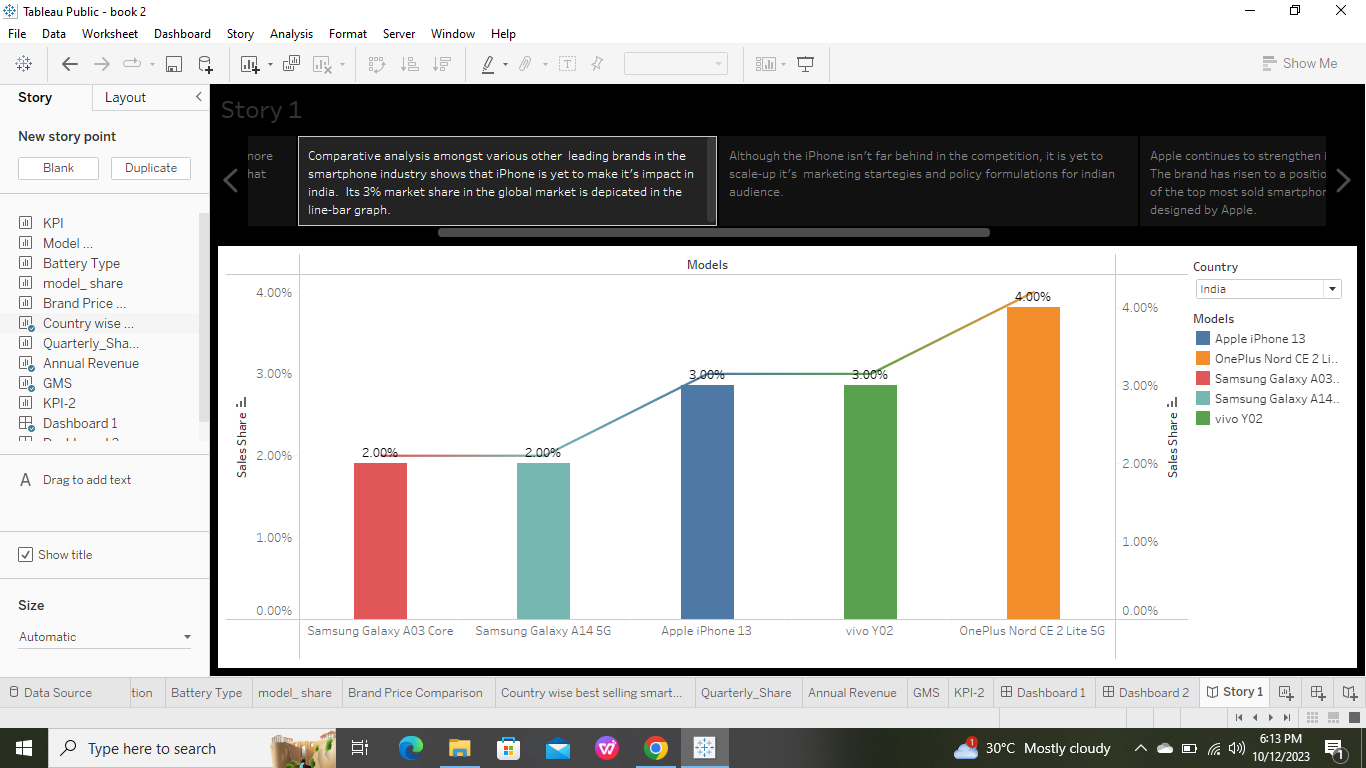 Tableau Public - book 2
File Data Worksheet Dashboard Story Analysis Format Server Window Help
Show Me
Story Layout
New story point
Blank Duplicate
KPI
Model ...
Battery Type
model_ share
Brand Price ...
Country wise ...
Quarterly_Sha...
Annual Revenue
GMS
KPI-2
Dashboard 1
A Drag to add text
Show title
Size
Automatic
Story 1
nore
hat
Comparative analysis amongst various other leading brands in the
smartphone industry shows that iPhone is yet to make it's impact in
india. Its 3% market share in the global market is depicated in the
line-bar graph.
Although the iPhone isn't far behind in the competition, it is yet to
scale-up it's marketing startegies and policy formulations for indian
audience.
Apple continues to strengthen i
The brand has risen to a positio
of the top most sold smartphor
designed by Apple.
Models
4.00%
3.00%
2.00%
1.00%
0.00%
Sales Share
2.00%
2.00%
3.00%
3.00%
4.00%
4.00%
3.00%
2.00%
1.00%
0.00%
Sales Share
Samsung Galaxy A03 Core Samsung Galaxy A14 5G Apple iPhone 13 vivo Y02 OnePlus Nord CE 2 Lite 5G
Country
India
Models
Apple iPhone 13
OnePlus Nord CE 2 Li..
Samsung Galaxy A03..
Samsung Galaxy A14..
vivo Y02
Data Source tion Battery Type model_ share Brand Price Comparison Country wise best selling smart... Quarterly_Share Annual Revenue GMS KPI-2 Dashboard 1 Dashboard 2 Story 1
Type here to search
1
30°C Mostly cloudy
6:13 PM
10/12/2023
1